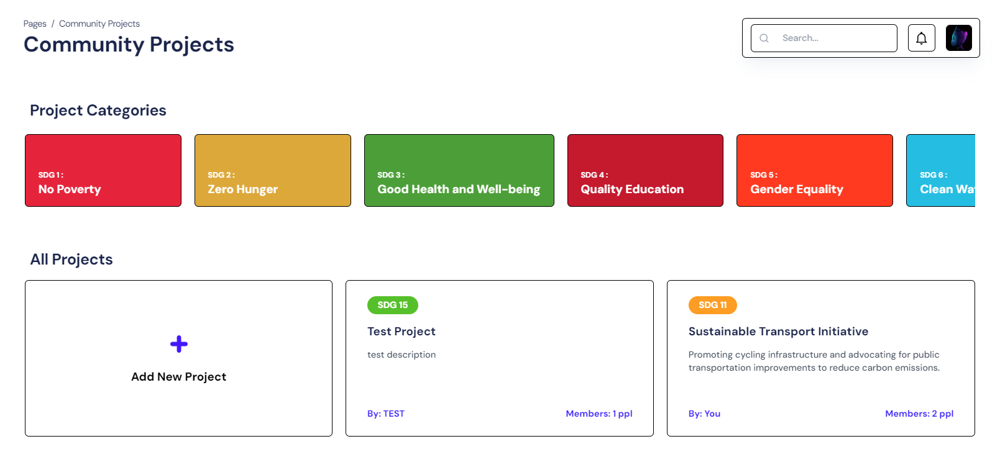 Pages / Community Projects
Community Projects
Search...
Project Categories
SDG 1 :
No Poverty
SDG 2 :
Zero Hunger
SDG 3 :
Good Health and Well-being
SDG 4 :
Quality Education
SDG 5 :
Gender Equality
SDG 6 :
Clean
All Projects
Add New Project
SDG 15
Test Project
test description
By: TEST
Members: 1 ppl
SDG 11
Sustainable Transport Initiative
Promoting cycling infrastructure and advocating for public
transportation improvements to reduce carbon emissions.
By: You
Members: 2 ppl